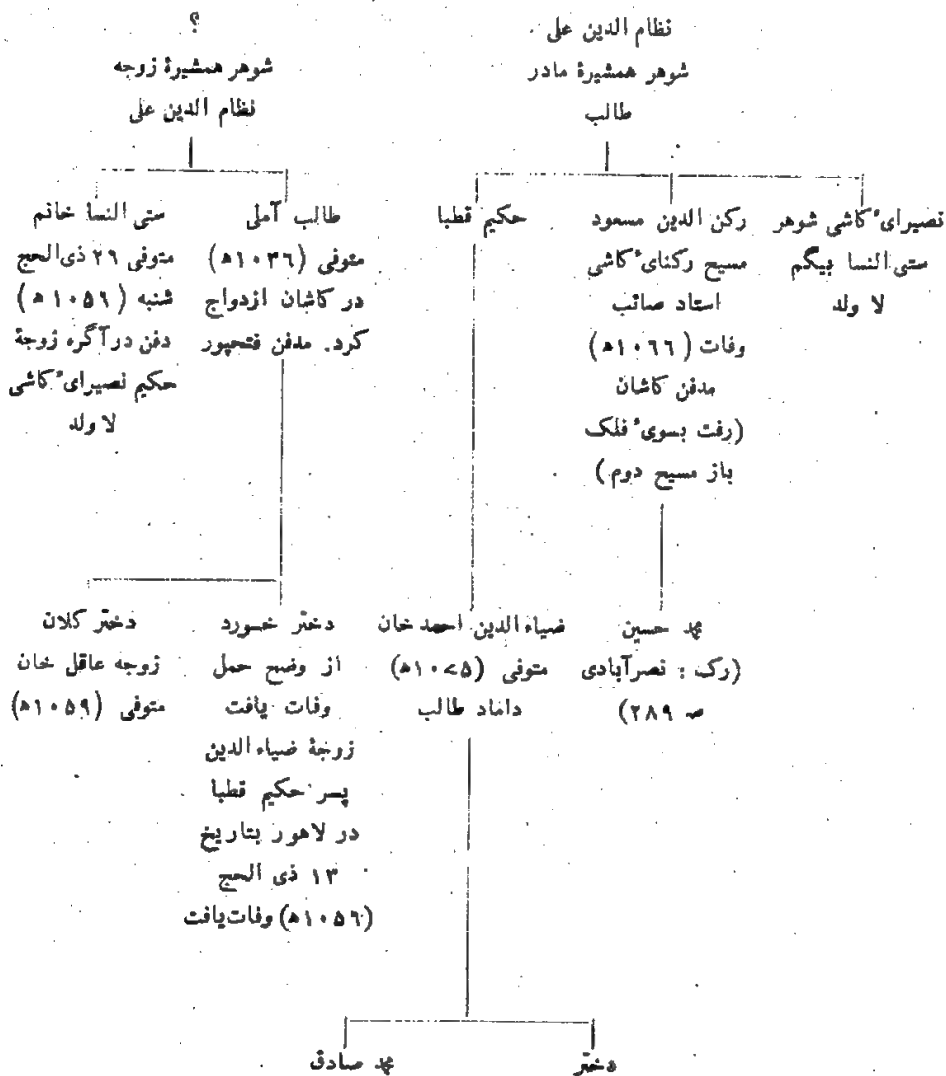 نظام الدین علی
شوهر همشیرهٔ مادر
طالب
نصیرای ٔ کاشی شوهر
ستی النسا بیگم
لا ولد
رکن الدین مسعود
مسیح رکنای ٔ کاشی
استاد صائب
وفات (۱۰۶۶ھ)
مدفن کاشان
(رفت بسوی ٔ فلک
باز مسیح دوم)
حکیم قطبا
محمد حسین
(رک : نصرآبادی
ص ۲۸۹)
ضیاء الدین احمد خان
متوفی (۱۰۷۵ھ)
داماد طالب
دختر
محمد صادق
؟
شوهر همشیرهٔ زوجه
نظام الدین علی
طالب آملی
متوفی (۱۰۳۶ھ)
در کاشان ازدواج
کرد. مدفن فتحپور
ستی النسا خانم
متوفی ۲۹ ذی الحج
شنبه (۱۰۵۶ھ)
دفن در آگره زوجهٔ
حکیم نصیرای ٔ کاشی
لا ولد
دختر خسورد
از وضع حمل
وفات یافت
زوجهٔ ضیاء الدین
پسر حکیم قطبا
در لاهور بتاریخ
۱۳ ذی الحج
(۱۰۵۶ھ) وفات یافت
دختر کلان
زوجه عاقل خان
متوفی (۱۰۵۹ھ)